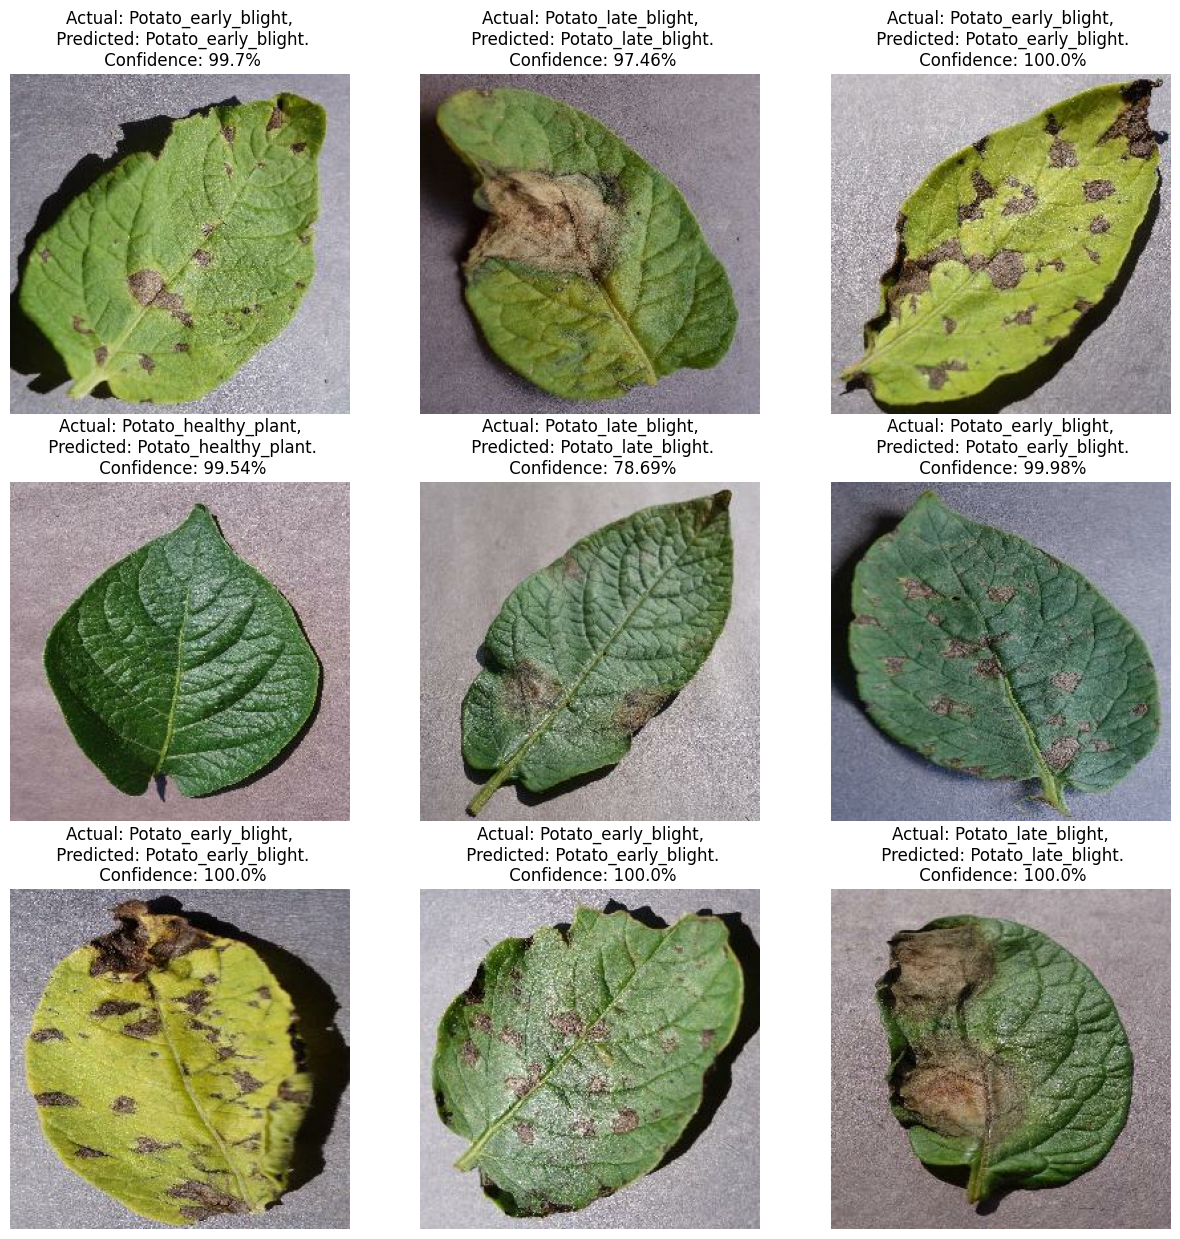 Actual: Potato_early_blight,
Predicted: Potato_early_blight.
Confidence: 99.7%
Actual: Potato_late_blight,
Predicted: Potato_late_blight.
Confidence: 97.46%
Actual: Potato_early_blight,
Predicted: Potato_early_blight.
Confidence: 100.0%
Actual: Potato_healthy_plant,
Predicted: Potato_healthy_plant.
Confidence: 99.54%
Actual: Potato_late_blight,
Predicted: Potato_late_blight.
Confidence: 78.69%
Actual: Potato_early_blight,
Predicted: Potato_early_blight.
Confidence: 99.98%
Actual: Potato_early_blight,
Predicted: Potato_early_blight.
Confidence: 100.0%
Actual: Potato_early_blight,
Predicted: Potato_early_blight.
Confidence: 100.0%
Actual: Potato_late_blight,
Predicted: Potato_late_blight.
Confidence: 100.0%